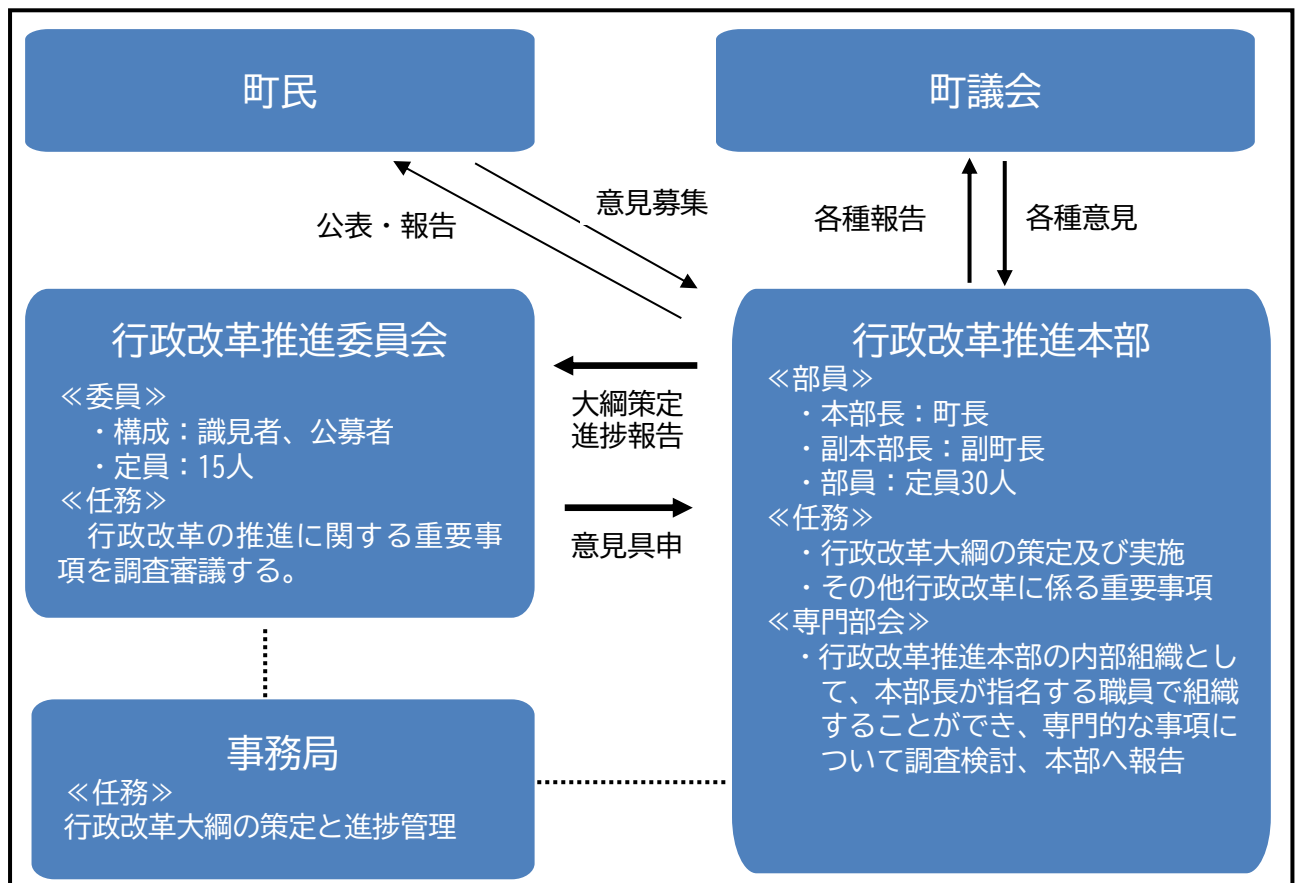 町民
町議会
公表・報告
意見募集
各種報告
各種意見
行政改革推進委員会
≪委員≫
・構成：識見者、公募者
・定員：15人
≪任務≫
行政改革の推進に関する重要事
項を調査審議する。
大綱策定
進捗報告
意見具申
行政改革推進本部
≪部員≫
・本部長：町長
・副本部長：副町長
・部員：定員30人
≪任務≫
・行政改革大綱の策定及び実施
・その他行政改革に係る重要事項
≪専門部会≫
・行政改革推進本部の内部組織とし
て、本部長が指名する職員で組織
することができ、専門的な事項に
ついて調査検討、本部へ報告
事務局
≪任務≫
行政改革大綱の策定と進捗管理